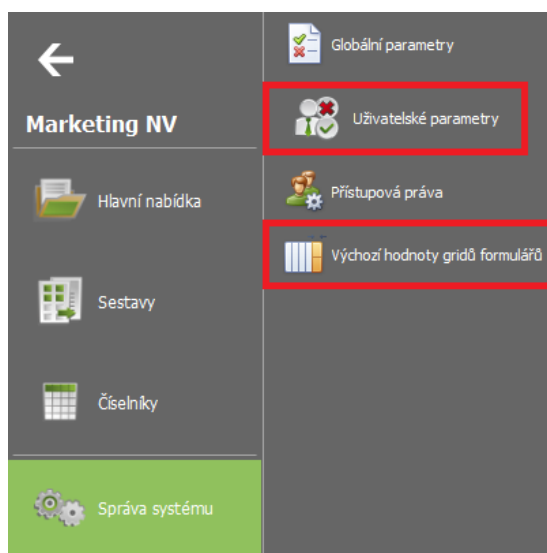 Marketing NV
Hlavní nabídka
Sestavy
Číselníky
Správa systému
Globální parametry
Uživatelské parametry
Přístupová práva
Výchozí hodnoty gridů formulářů